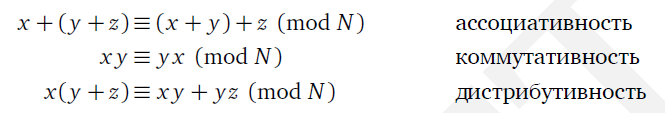 x + (y + z) ≡ (x + y) + z (mod N) ассоциативность
xy ≡ yx (mod N) коммутативность
x(y + z) ≡ xy + yz (mod N) дистрибутивность